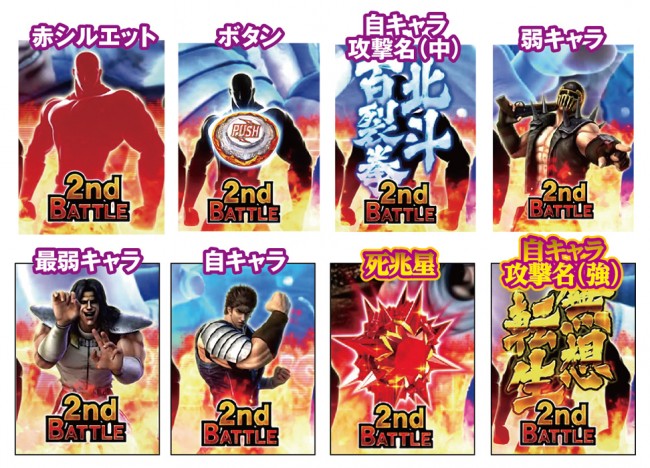 赤シルエット
2nd
BATTLE
ボタン
PUSH
2nd
BATTLE
自キャラ
攻撃名(中)
北斗
百裂拳
2nd
BATTLE
弱キャラ
2nd
BATTLE
最弱キャラ
2nd
BATTLE
自キャラ
2nd
BATTLE
死兆星
2nd
BATTLE
自キャラ
攻撃名(強)
無想
転生
2nd
BATTLE